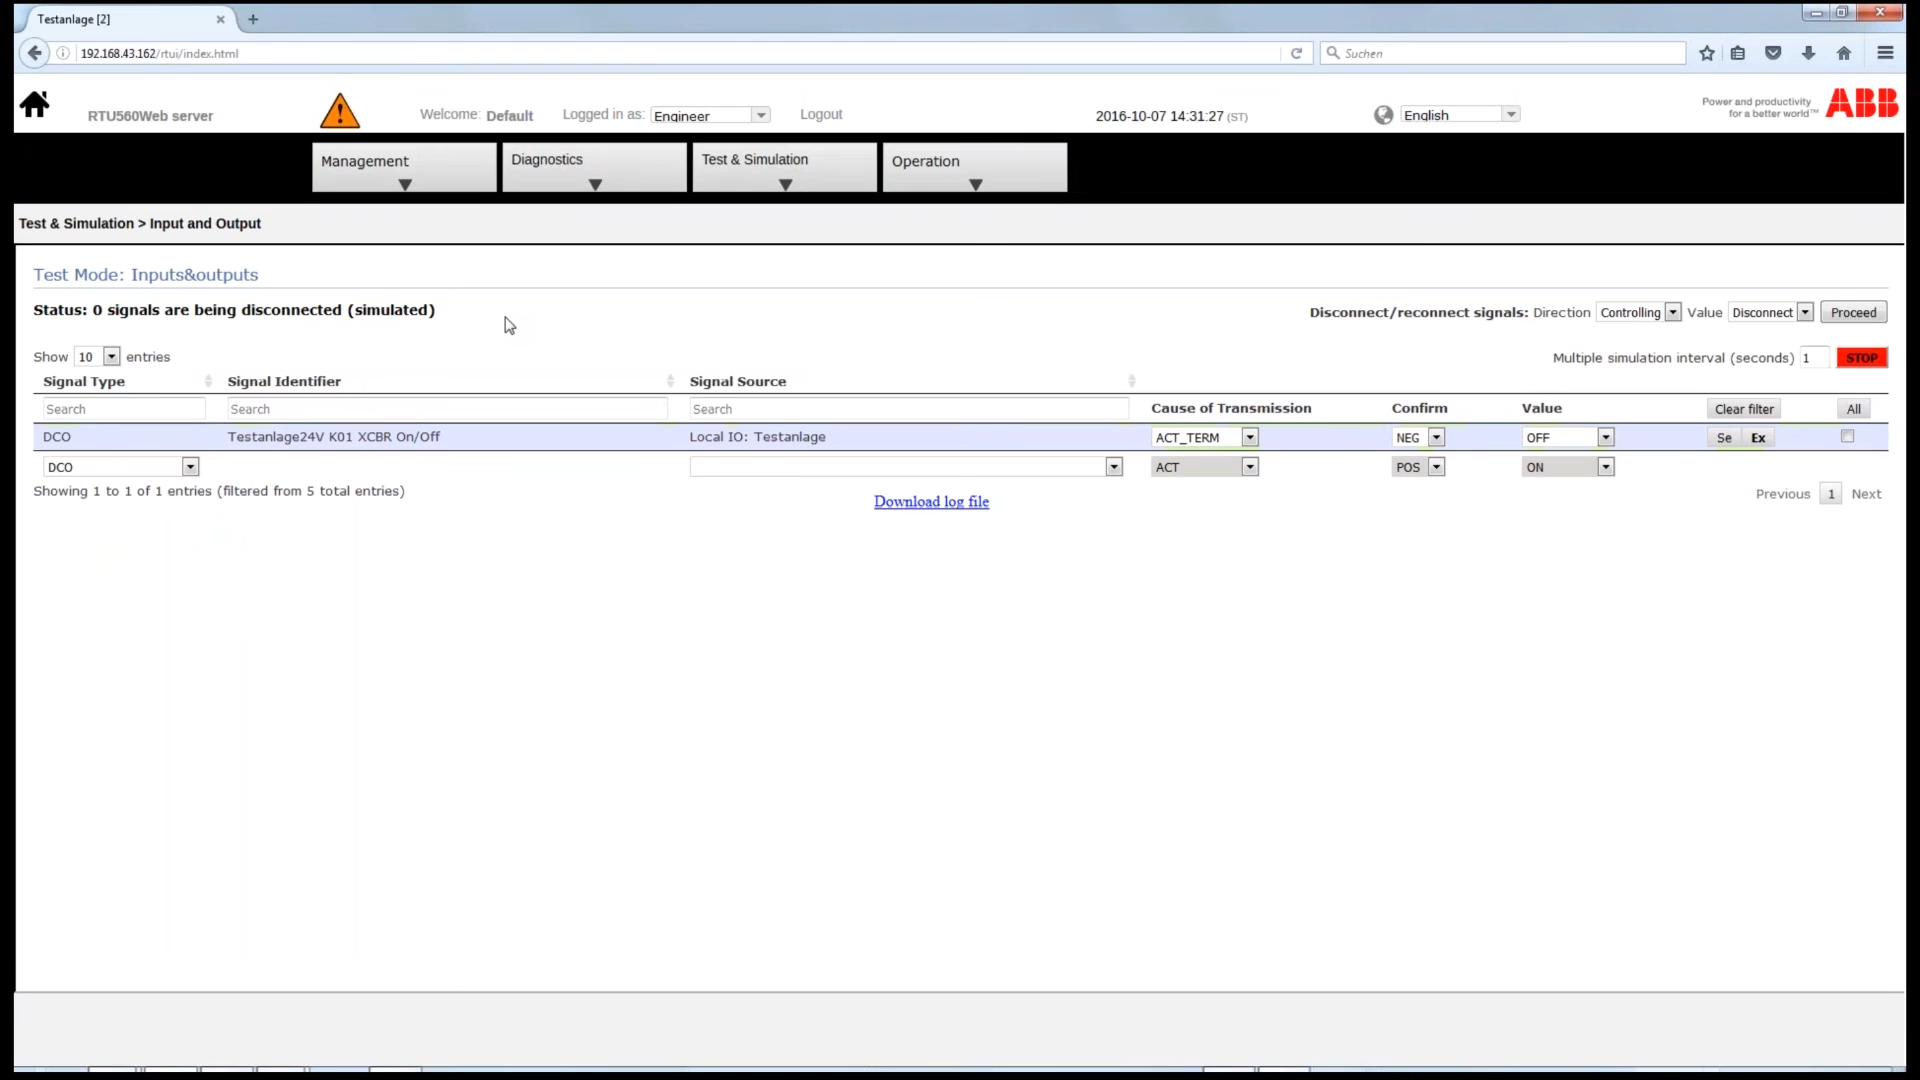 Testanlage [2]
192.168.43.162/rtui/index.html
Suchen
RTU560Web server
Welcome: Default
Logged in as: Engineer
Logout
2016-10-07 14:31:27 (ST)
English
Power and productivity
for a better world™
ABB
Management
Diagnostics
Test & Simulation
Operation
Test & Simulation > Input and Output
Test Mode: Inputs&outputs
Status: 0 signals are being disconnected (simulated)
Disconnect/reconnect signals: Direction Controlling Value Disconnect Proceed
Show 10 entries
Multiple simulation interval (seconds) 1 STOP
Signal Type Signal Identifier Signal Source
Search Search Search Cause of Transmission Confirm Value Clear filter All
DCO Testanlage24V K01 XCBR On/Off Local IO: Testanlage ACT_TERM NEG OFF Se Ex
DCO ACT POS ON
Showing 1 to 1 of 1 entries (filtered from 5 total entries)
Download log file
Previous 1 Next